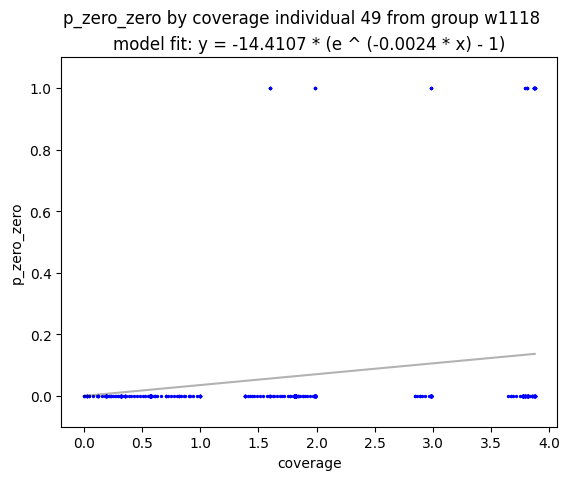 p_zero_zero by coverage individual 49 from group w1118
model fit: y = -14.4107 * (e ^ (-0.0024 * x) - 1)
1.0
0.8
0.6
0.4
0.2
0.0
p_zero_zero
0.0 0.5 1.0 1.5 2.0 2.5 3.0 3.5 4.0
coverage